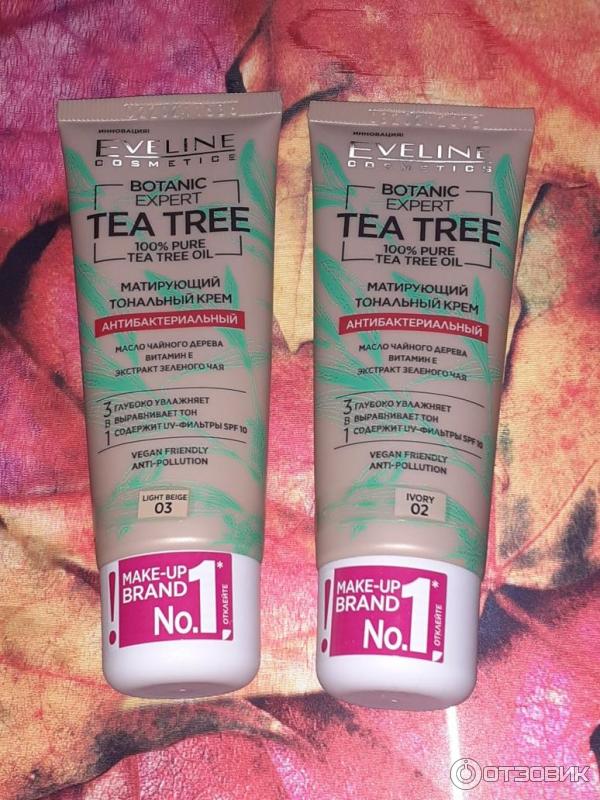 ИННОВАЦИЯ!
EVELINE
COSMETICS
BOTANIC
EXPERT
TEA TREE
100% PURE
TEA TREE OIL
МАТИРУЮЩИЙ
ТОНАЛЬНЫЙ КРЕМ
АНТИБАКТЕРИАЛЬНЫЙ
МАСЛО ЧАЙНОГО ДЕРЕВА
ВИТАМИН Е
ЭКСТРАКТ ЗЕЛЕНОГО ЧАЯ
3 ГЛУБОКО УВЛАЖНЯЕТ
В ВЫРАВНИВАЕТ ТОН
1 СОДЕРЖИТ UV-ФИЛЬТРЫ SPF 10
VEGAN FRIENDLY
ANTI-POLLUTION
LIGHT BEIGE
03
! MAKE-UP
BRAND
No.1*
ОТКЛЕЙТЕ
ИННОВАЦИЯ!
EVELINE
COSMETICS
BOTANIC
EXPERT
TEA TREE
100% PURE
TEA TREE OIL
МАТИРУЮЩИЙ
ТОНАЛЬНЫЙ КРЕМ
АНТИБАКТЕРИАЛЬНЫЙ
МАСЛО ЧАЙНОГО ДЕРЕВА
ВИТАМИН Е
ЭКСТРАКТ ЗЕЛЕНОГО ЧАЯ
3 ГЛУБОКО УВЛАЖНЯЕТ
В ВЫРАВНИВАЕТ ТОН
1 СОДЕРЖИТ UV-ФИЛЬТРЫ SPF 10
VEGAN FRIENDLY
ANTI-POLLUTION
IVORY
02
! MAKE-UP
BRAND
No.1*
ОТКЛЕЙТЕ
ОТЗОВИК